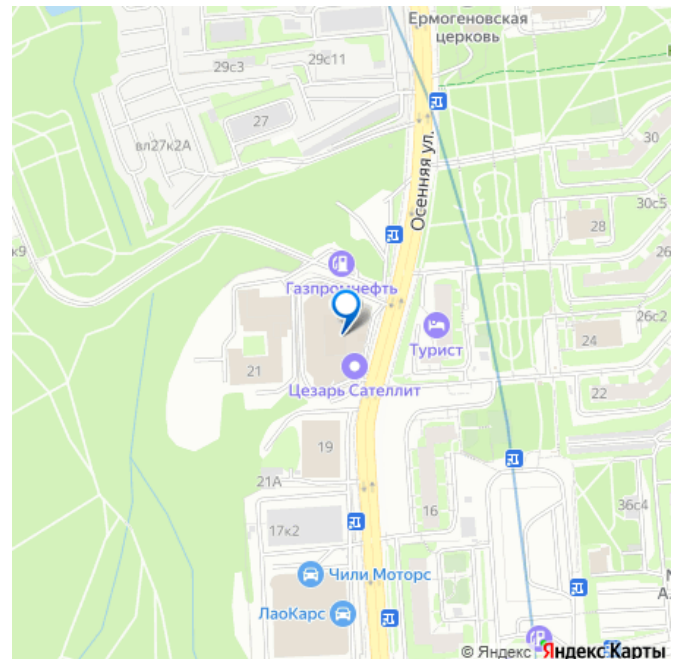 Ермогеновская
церковь
29с3
29с11
27
вл27к2А
30
Осенняя ул.
30с5
28
к9
26
Газпромнефть
26с2
Турист
24
21
Цезарь Сателлит
22
19
21А
16
36с4
17к2
Чили Моторс
ЛаоКарс
А.
© Яндекс Яндекс Карты